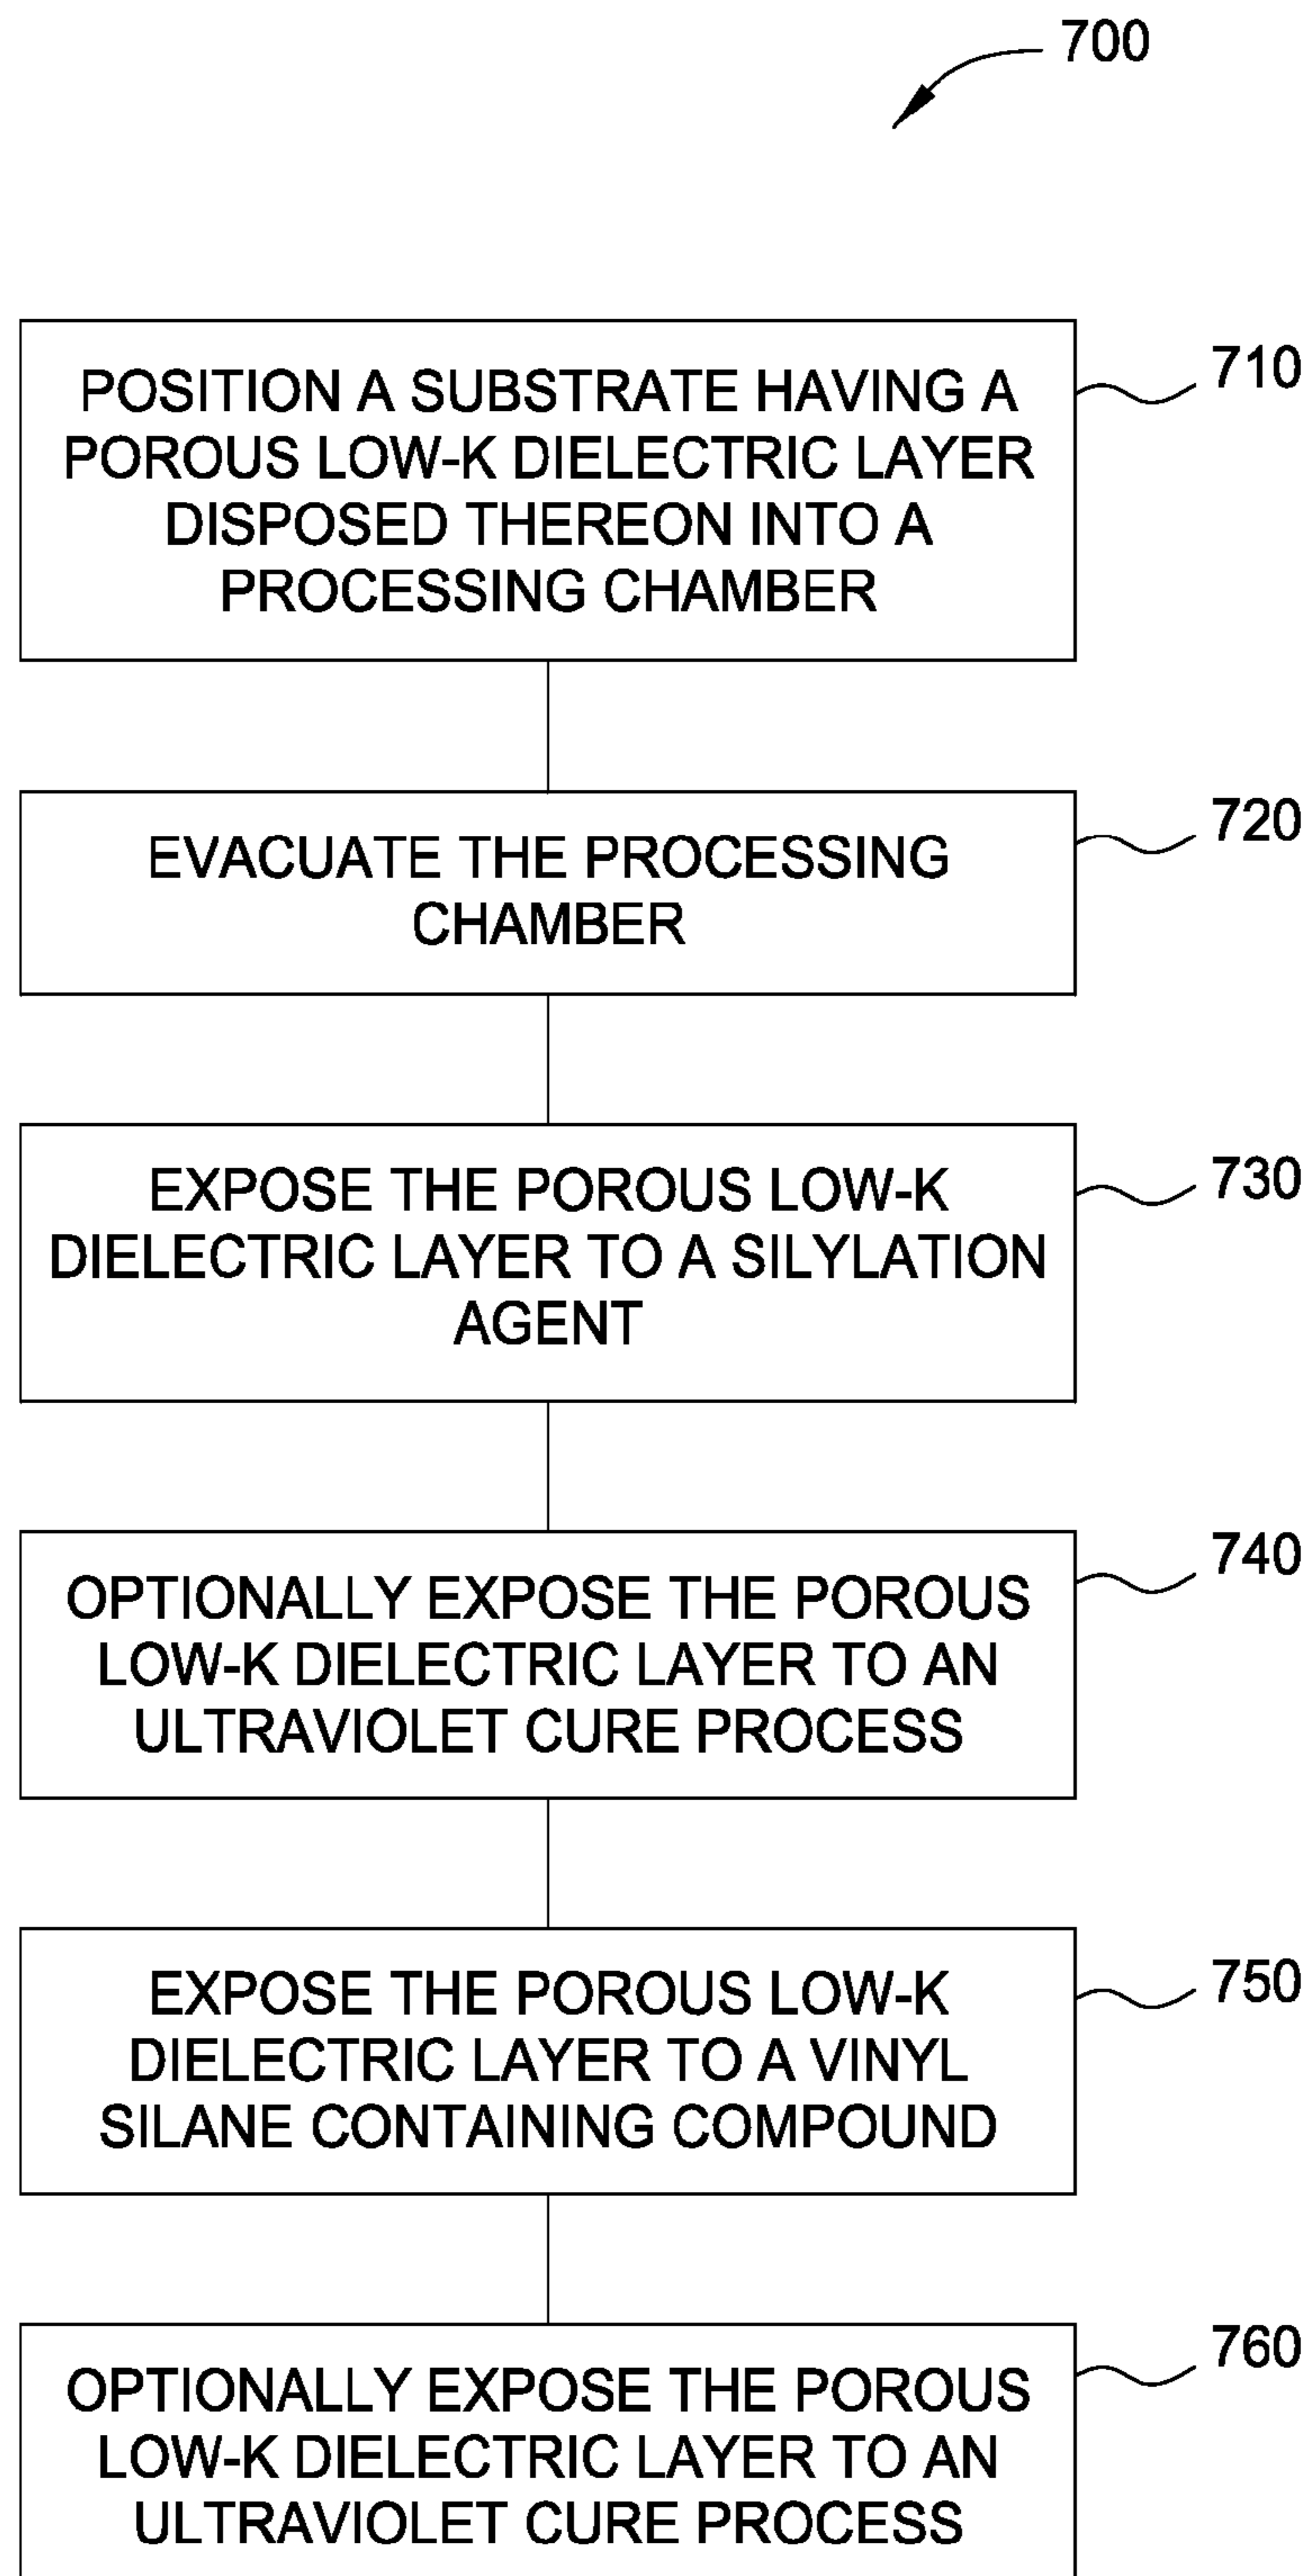 700
POSITION A SUBSTRATE HAVING A
POROUS LOW-K DIELECTRIC LAYER
DISPOSED THEREON INTO A
PROCESSING CHAMBER
710
EVACUATE THE PROCESSING
CHAMBER
720
EXPOSE THE POROUS LOW-K
DIELECTRIC LAYER TO A SILYLATION
AGENT
730
OPTIONALLY EXPOSE THE POROUS
LOW-K DIELECTRIC LAYER TO AN
ULTRAVIOLET CURE PROCESS
740
EXPOSE THE POROUS LOW-K
DIELECTRIC LAYER TO A VINYL
SILANE CONTAINING COMPOUND
750
OPTIONALLY EXPOSE THE POROUS
LOW-K DIELECTRIC LAYER TO AN
ULTRAVIOLET CURE PROCESS
760